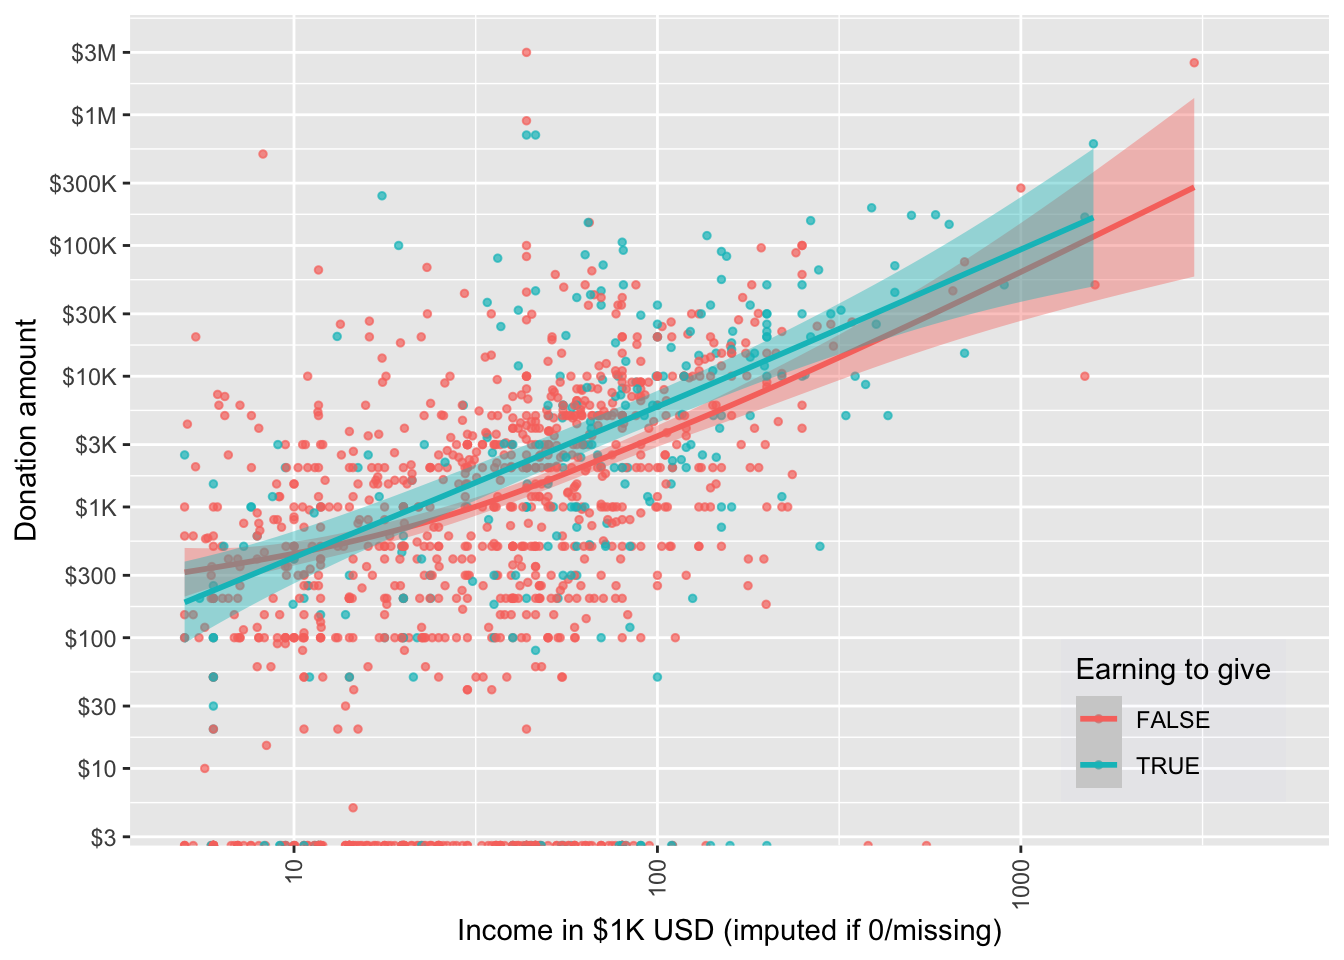 $3M
$1M
$300K
$100K
$30K
$10K
$3K
$1K
$300
$100
$30
$10
$3
Donation amount
10
100
1000
Income in $1K USD (imputed if 0/missing)
Earning to give
FALSE
TRUE